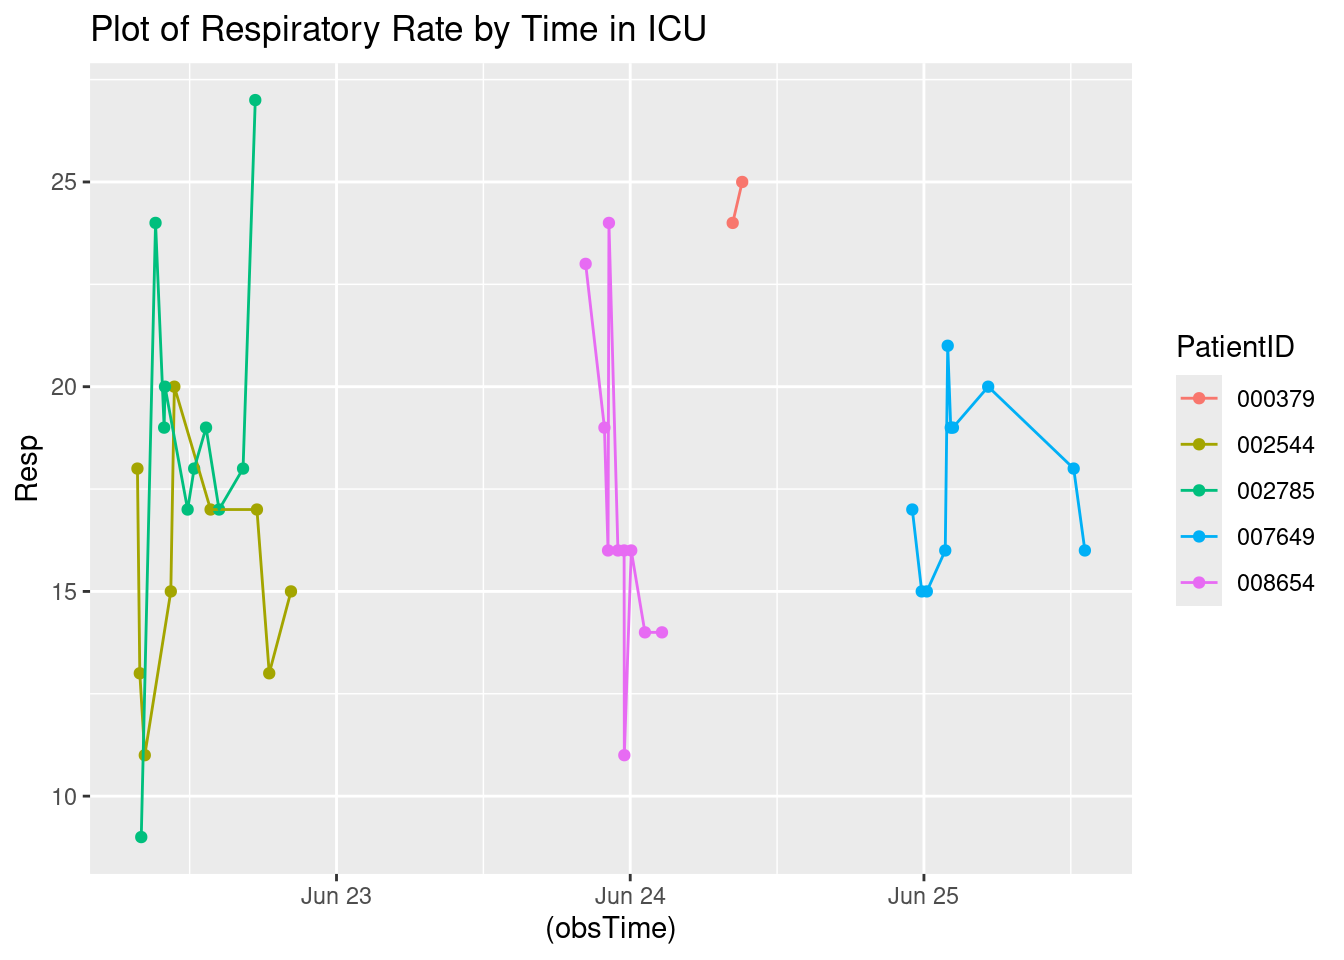 Plot of Respiratory Rate by Time in ICU
25
20
15
10
Resp
Jun 23
Jun 24
Jun 25
(obsTime)
PatientID
000379
002544
002785
007649
008654